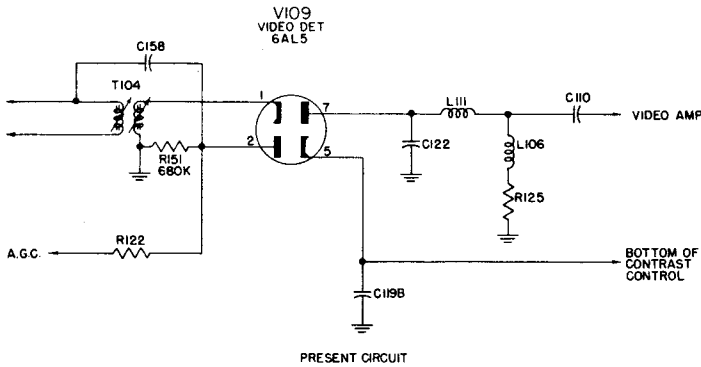 V109
VIDEO DET
6AL5
C158
T104
1
7
L111
C110
VIDEO AMP
2
5
C122
L106
R151
680K
R125
A.G.C.
R122
BOTTOM OF
CONTRAST
CONTROL
C119B
PRESENT CIRCUIT